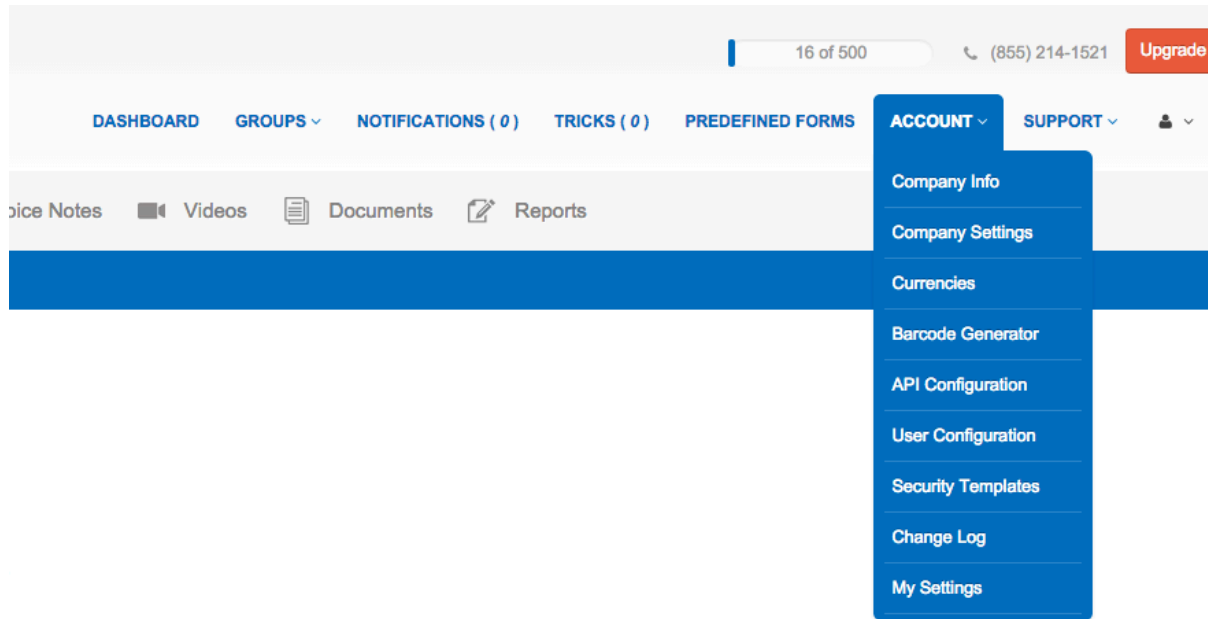 16 of 500 (855) 214-1521 Upgrade
DASHBOARD GROUPS NOTIFICATIONS ( 0 ) TRICKS ( 0 ) PREDEFINED FORMS ACCOUNT SUPPORT
oice Notes Videos Documents Reports
Company Info
Company Settings
Currencies
Barcode Generator
API Configuration
User Configuration
Security Templates
Change Log
My Settings